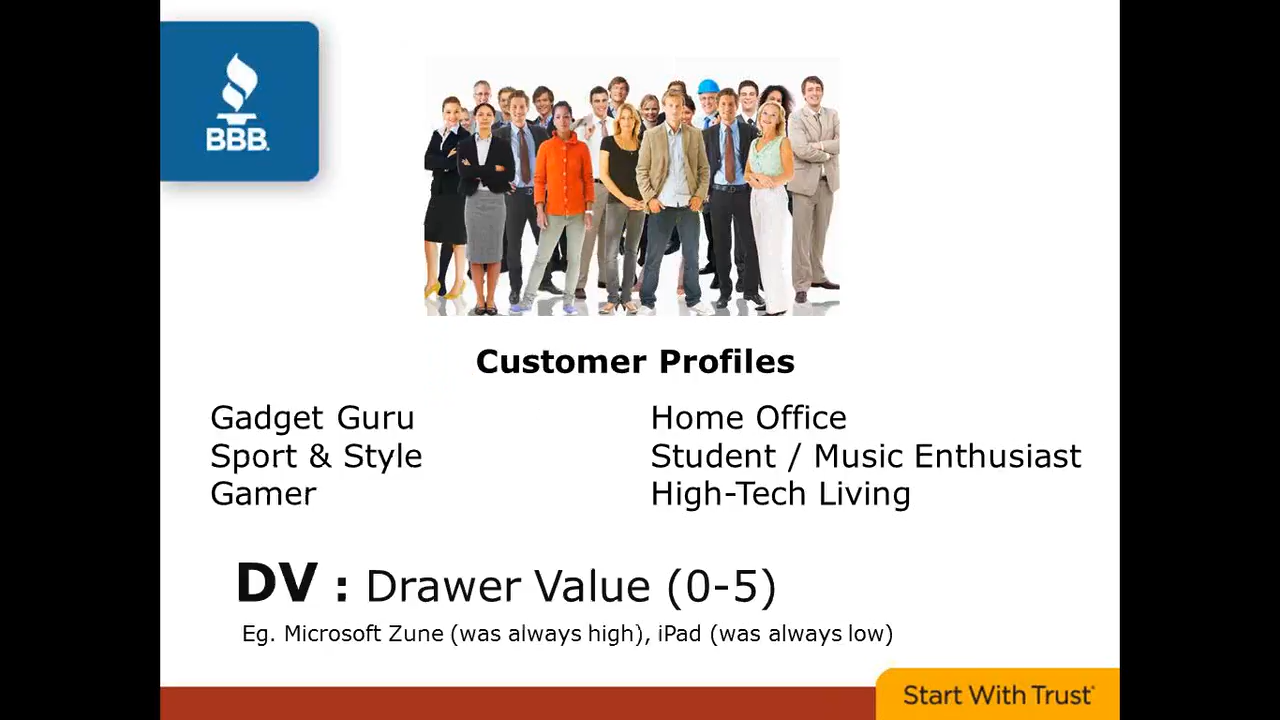 BBB.
Customer Profiles
Gadget Guru
Sport & Style
Gamer
Home Office
Student / Music Enthusiast
High-Tech Living
DV : Drawer Value (0-5)
Eg. Microsoft Zune (was always high), iPad (was always low)
Start With Trust®